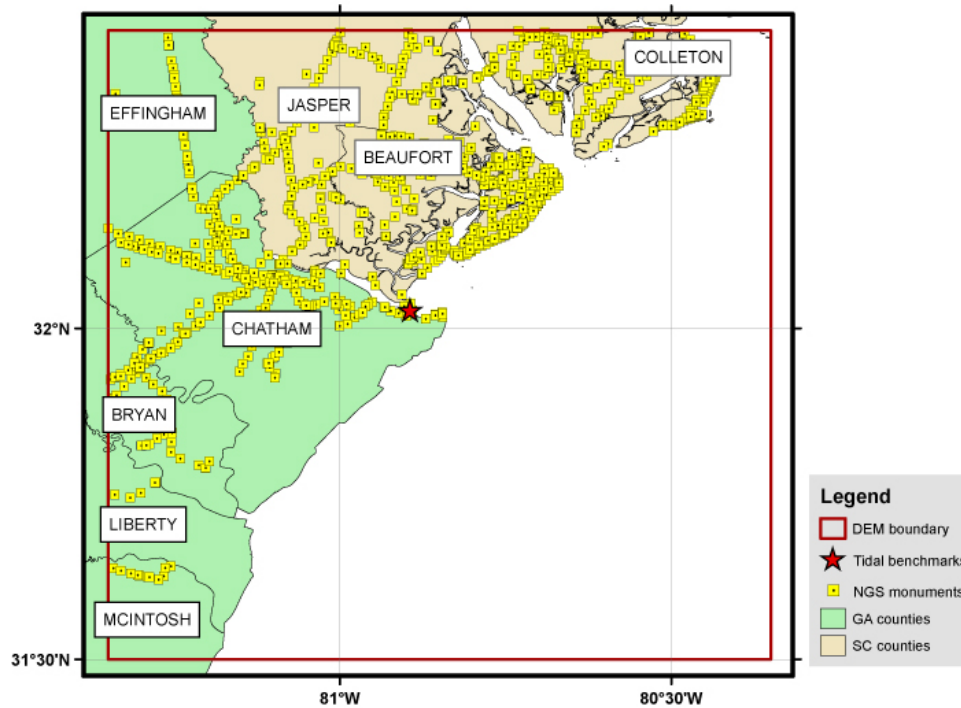 COLLETON
EFFINGHAM
JASPER
BEAUFORT
32°N
CHATHAM
BRYAN
LIBERTY
MCINTOSH
31°30'N
81°W
80°30'W
Legend
DEM boundary
Tidal benchmarks
NGS monuments
GA counties
SC counties